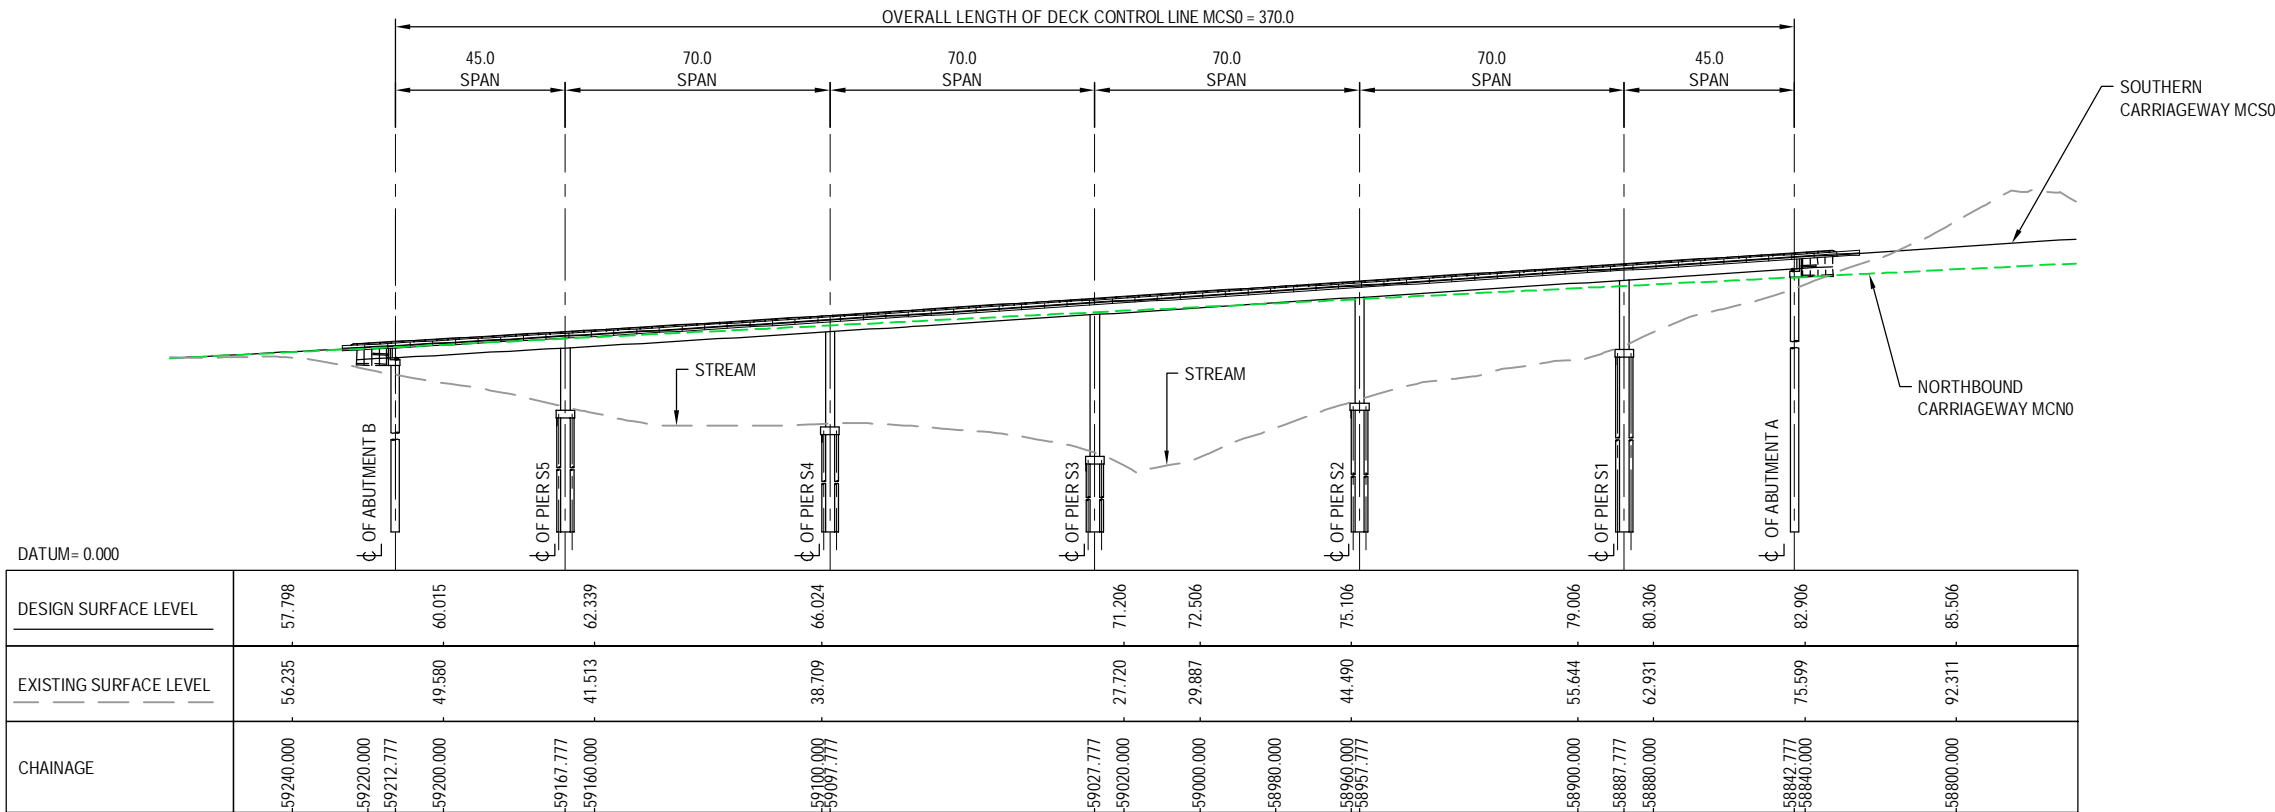 OVERALL LENGTH OF DECK CONTROL LINE MCS0 = 370.0
45.0
SPAN
70.0
SPAN
70.0
SPAN
70.0
SPAN
70.0
SPAN
45.0
SPAN
SOUTHERN
CARRIAGEWAY MCS0
STREAM
STREAM
NORTHBOUND
CARRIAGEWAY MCN0
℄ OF ABUTMENT B
℄ OF PIER S5
℄ OF PIER S4
℄ OF PIER S3
℄ OF PIER S2
℄ OF PIER S1
℄ OF ABUTMENT A
DATUM= 0.000
DESIGN SURFACE LEVEL
57.798
60.015
62.339
66.024
71.206
72.506
75.106
79.006
80.306
82.906
85.506
EXISTING SURFACE LEVEL
56.235
49.580
41.513
38.709
27.720
29.887
44.490
55.644
62.931
75.599
92.311
CHAINAGE
59240.000
59220.000
59212.777
59200.000
59167.777
59160.000
59100.000
59097.777
59027.777
59020.000
59000.000
58980.000
58960.000
58957.777
58900.000
58887.777
58880.000
58842.777
58840.000
58800.000